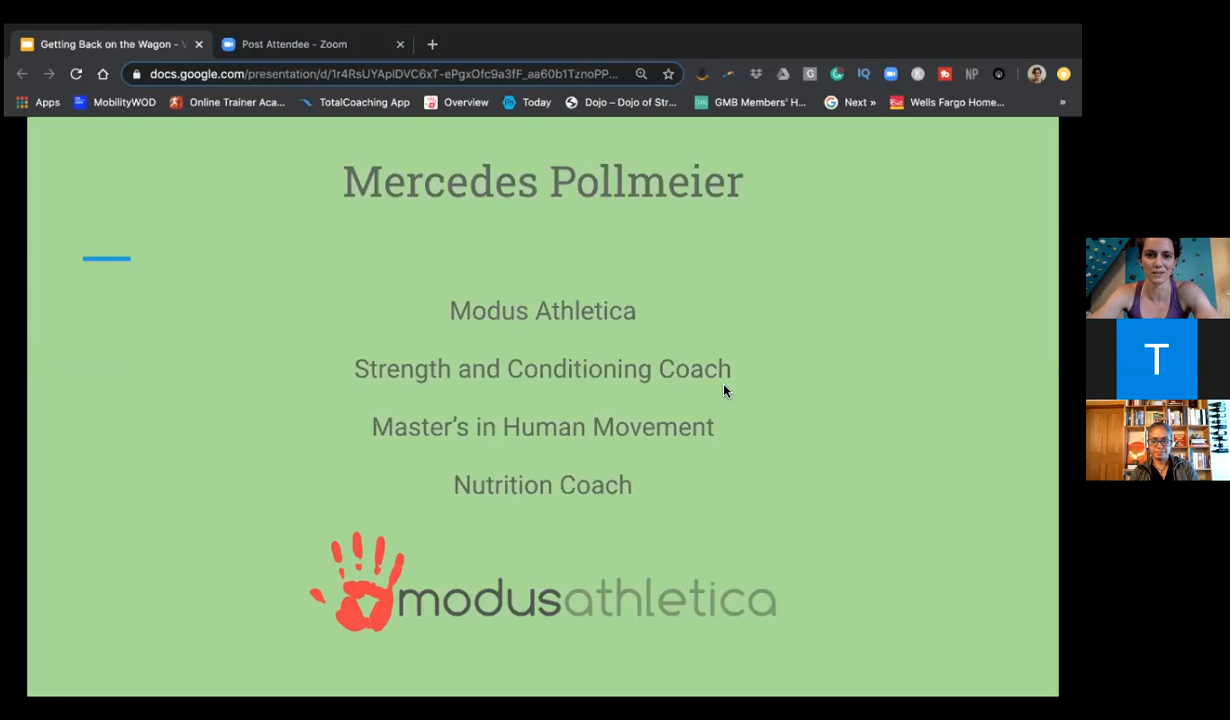 Getting Back on the Wagon -
Post Attendee - Zoom
docs.google.com/presentation/d/1r4RsUYAplDVC6xT-ePgxOfc9a3fF_aa60b1TznoPP...
IQ
NP
Apps
MobilityWOD
Online Trainer Aca...
TotalCoaching App
Overview
Today
Dojo – Dojo of Str...
GMB Members' H...
Next »
Wells Fargo Home...
»
Mercedes Pollmeier
Modus Athletica
Strength and Conditioning Coach
Master's in Human Movement
Nutrition Coach
modusathletica
T